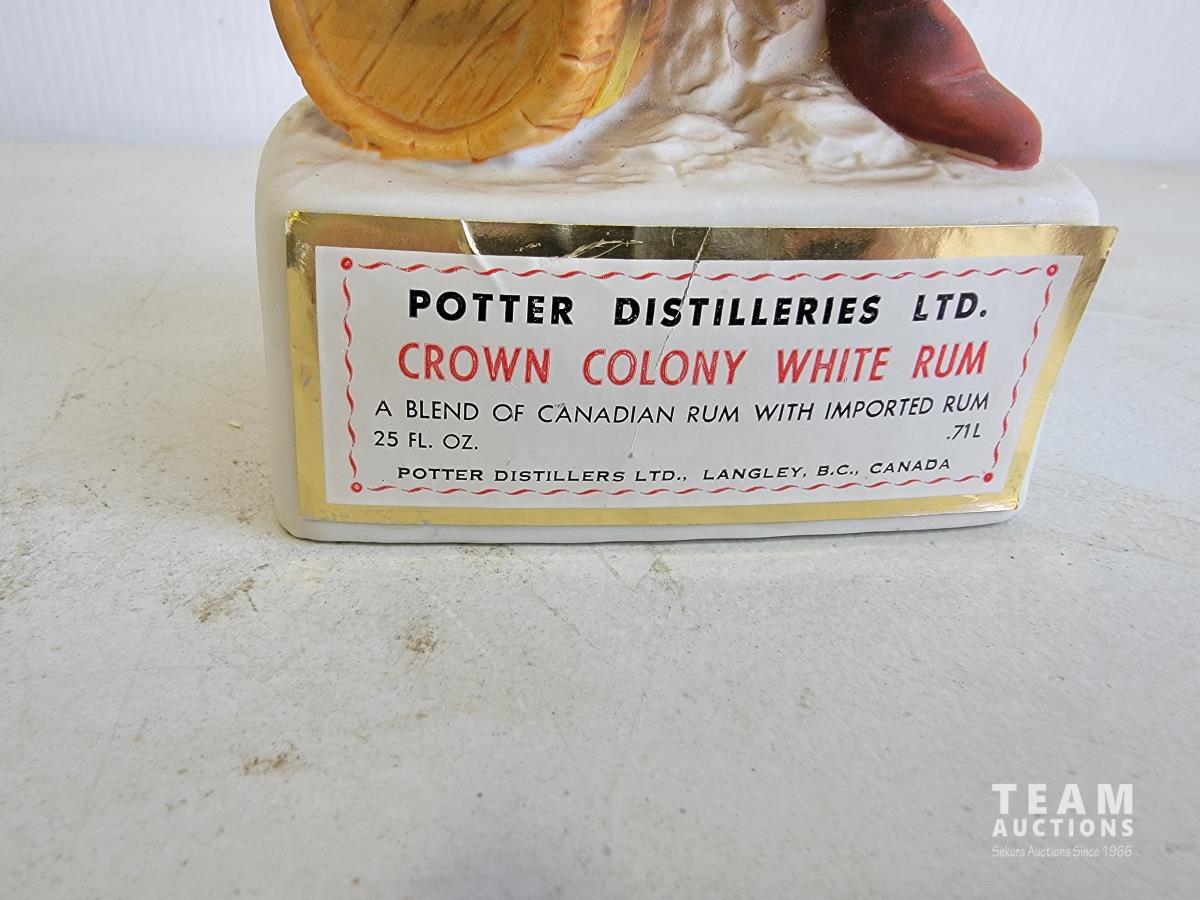 POTTER DISTILLERIES LTD.
CROWN COLONY WHITE RUM
A BLEND OF CANADIAN RUM WITH IMPORTED RUM
25 FL. OZ. .71L
POTTER DISTILLERS LTD., LANGLEY, B.C., CANADA
TEAM
AUCTIONS
Sekura Auctions Since 1966